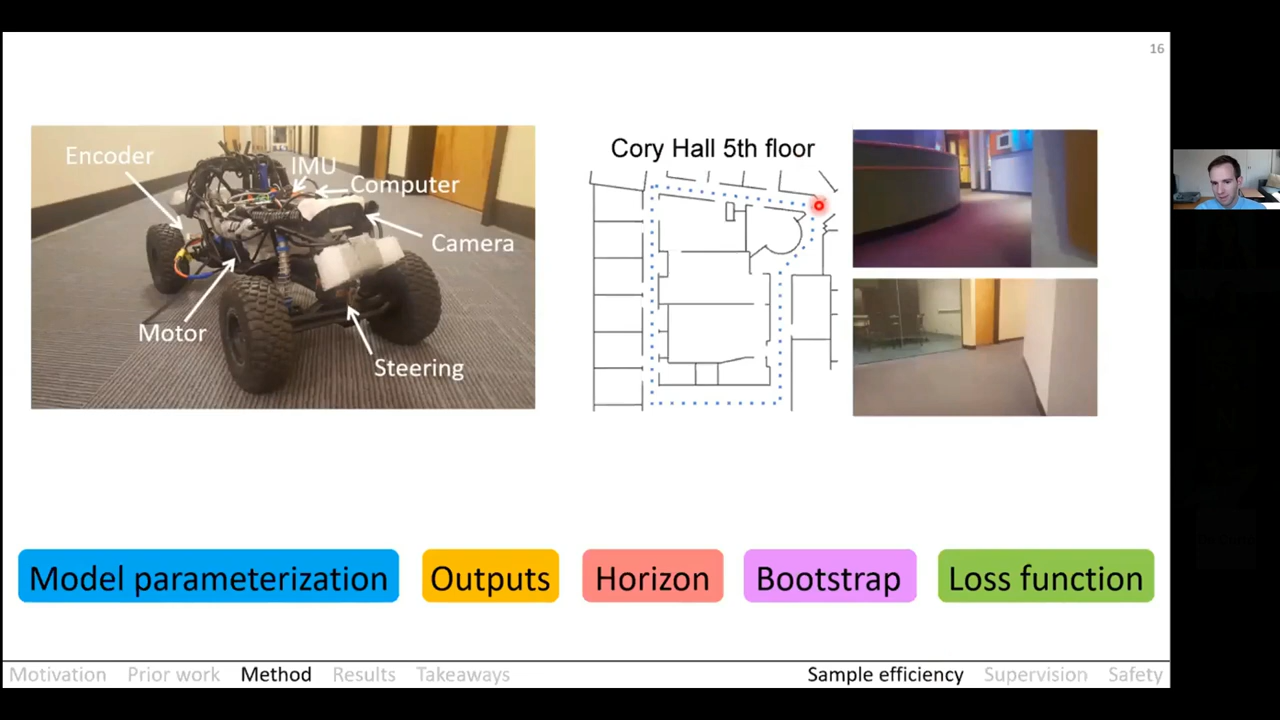 16
Encoder
IMU
Computer
Camera
Motor
Steering
Cory Hall 5th floor
Model parameterization
Outputs
Horizon
Bootstrap
Loss function
Motivation Prior work Method Results Takeaways
Sample efficiency Supervision Safety